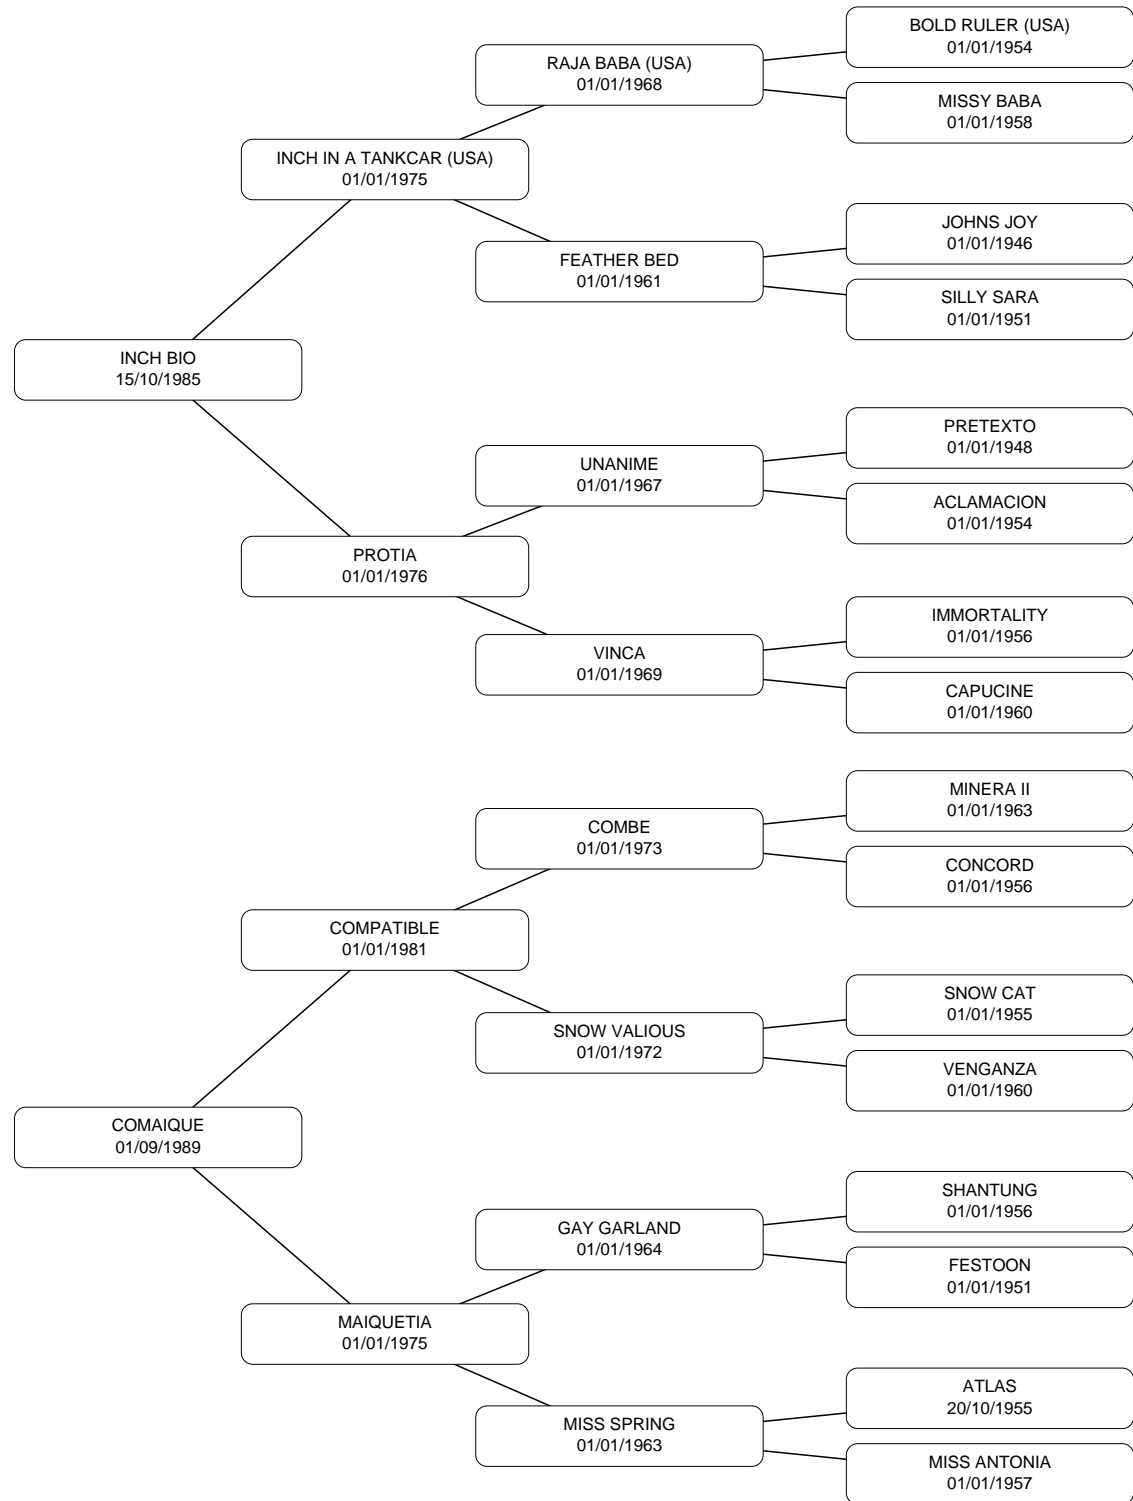 BOLD RULER (USA)
01/01/1954
RAJA BABA (USA)
01/01/1968
MISSY BABA
01/01/1958
INCH IN A TANKCAR (USA)
01/01/1975
JOHNS JOY
01/01/1946
FEATHER BED
01/01/1961
SILLY SARA
01/01/1951
INCH BIO
15/10/1985
PRETEXTO
01/01/1948
UNANIME
01/01/1967
ACLAMACION
01/01/1954
PROTIA
01/01/1976
IMMORTALITY
01/01/1956
VINCA
01/01/1969
CAPUCINE
01/01/1960
MINERA II
01/01/1963
COMBE
01/01/1973
CONCORD
01/01/1956
COMPATIBLE
01/01/1981
SNOW CAT
01/01/1955
SNOW VALIOUS
01/01/1972
VENGANZA
01/01/1960
COMAIQUE
01/09/1989
SHANTUNG
01/01/1956
GAY GARLAND
01/01/1964
FESTOON
01/01/1951
MAIQUETIA
01/01/1975
ATLAS
20/10/1955
MISS SPRING
01/01/1963
MISS ANTONIA
01/01/1957